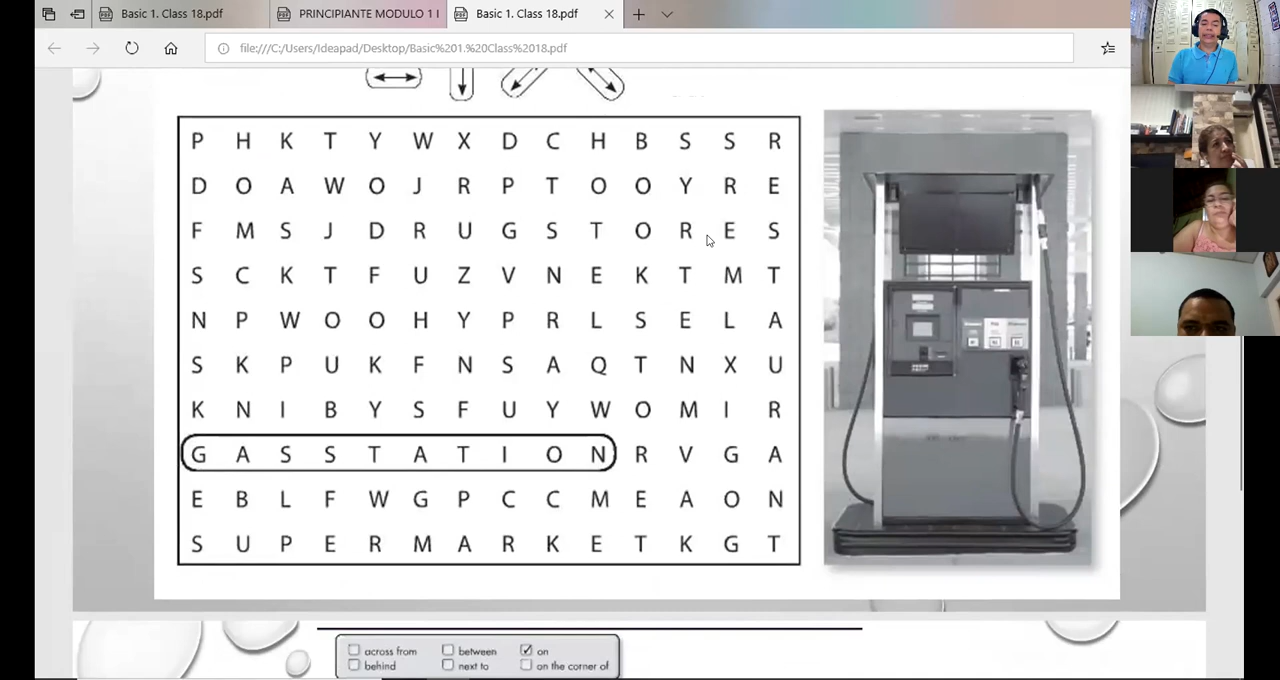 Basic 1. Class 18.pdf
PRINCIPIANTE MODULO 1 I
Basic 1. Class 18.pdf
file:///C:/Users/Ideapad/Desktop/Basic%201.%20Class%2018.pdf
P H K T Y W X D C H B S S R
D O A W O J R P T O O Y R E
F M S J D R U G S T O R E S
S C K T F U Z V N E K T M T
N P W O O H Y P R L S E L A
S K P U K F N S A Q T N X U
K N I B Y S F U Y W O M I R
G A S S T A T I O N R V G A
E B L F W G P C C M E A O N
S U P E R M A R K E T K G T
across from between on
behind next to on the corner of